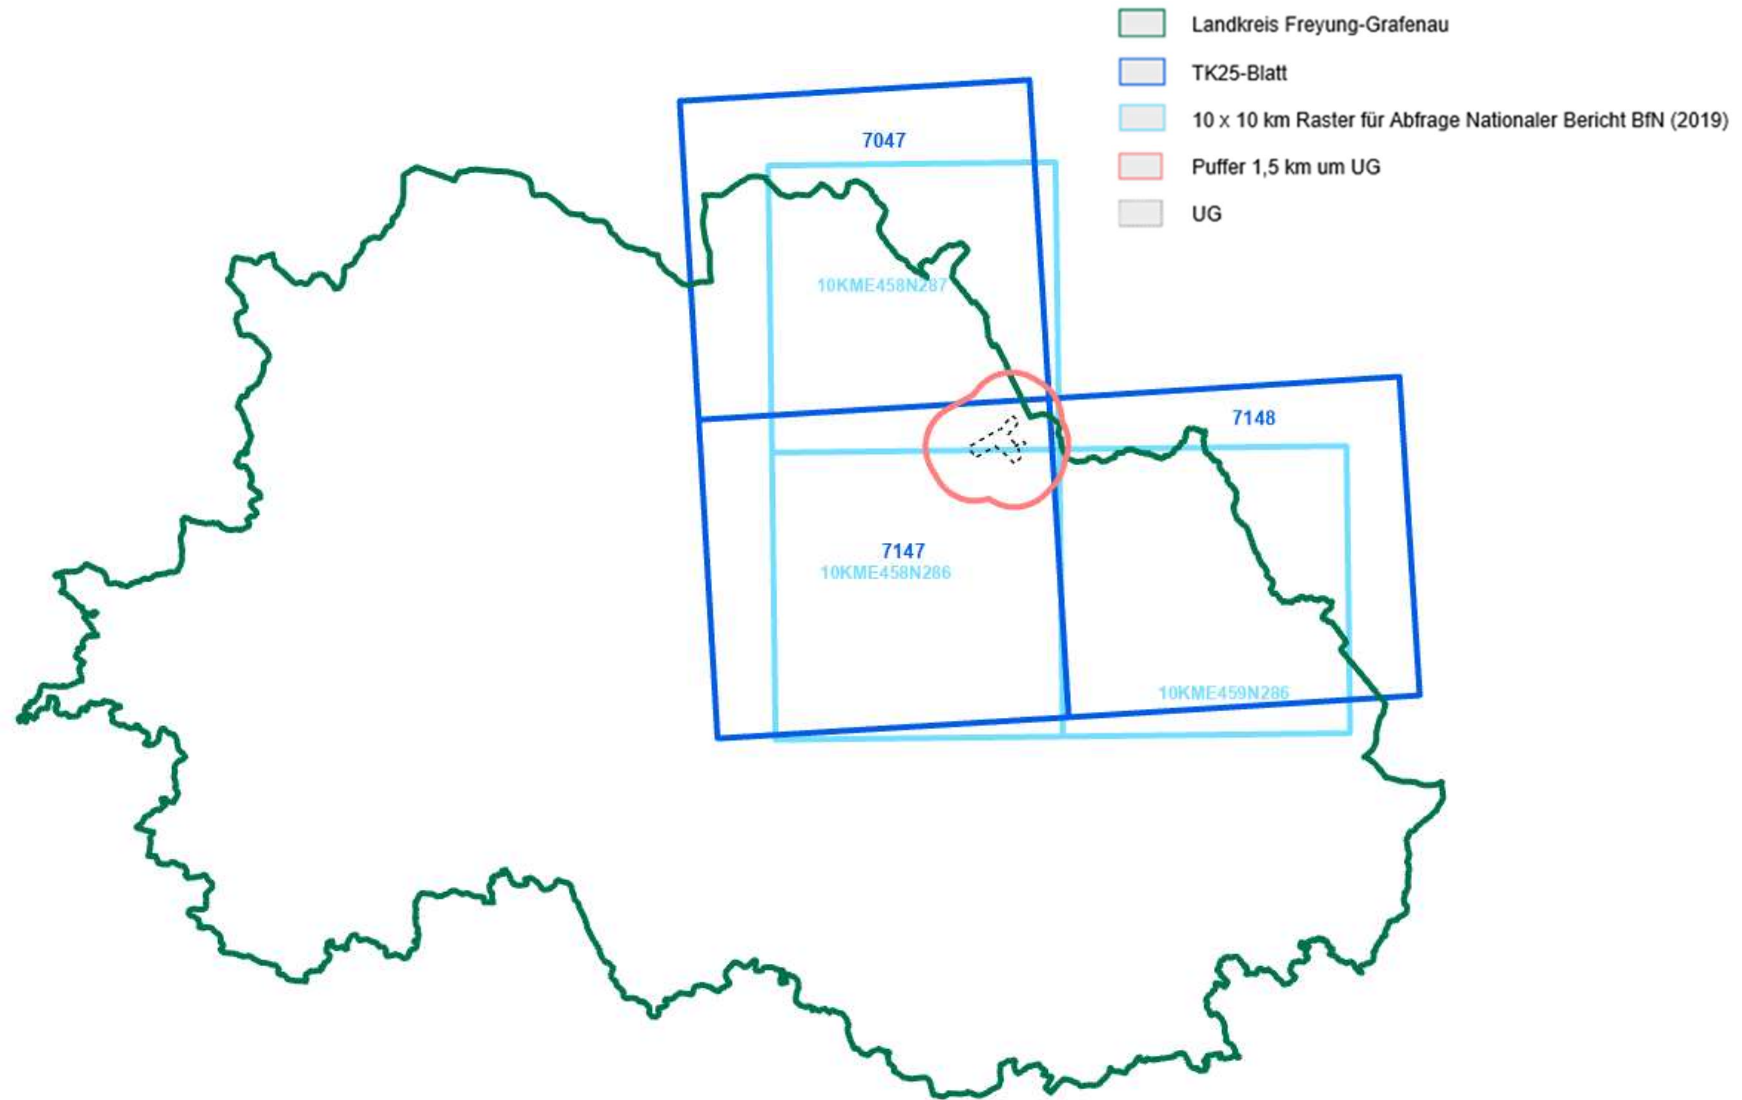 Landkreis Freyung-Grafenau
TK25-Blatt
10 x 10 km Raster für Abfrage Nationaler Bericht BfN (2019)
Puffer 1,5 km um UG
UG
7047
10KME458N287
7148
7147
10KME458N286
10KME459N286